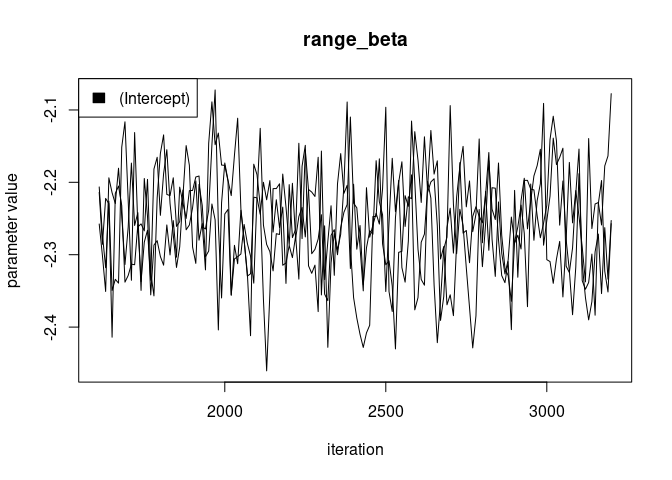 range_beta
(Intercept)
parameter value
-2.1
-2.2
-2.3
-2.4
2000
2500
3000
iteration